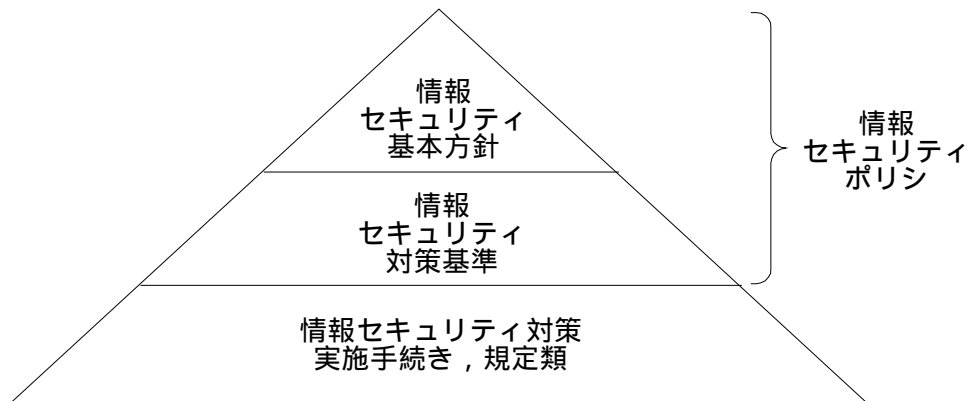 情報
セキュリティ
基本方針
情報
セキュリティ
対策基準
情報セキュリティ対策
実施手続き，規定類
情報
セキュリティ
ポリシ